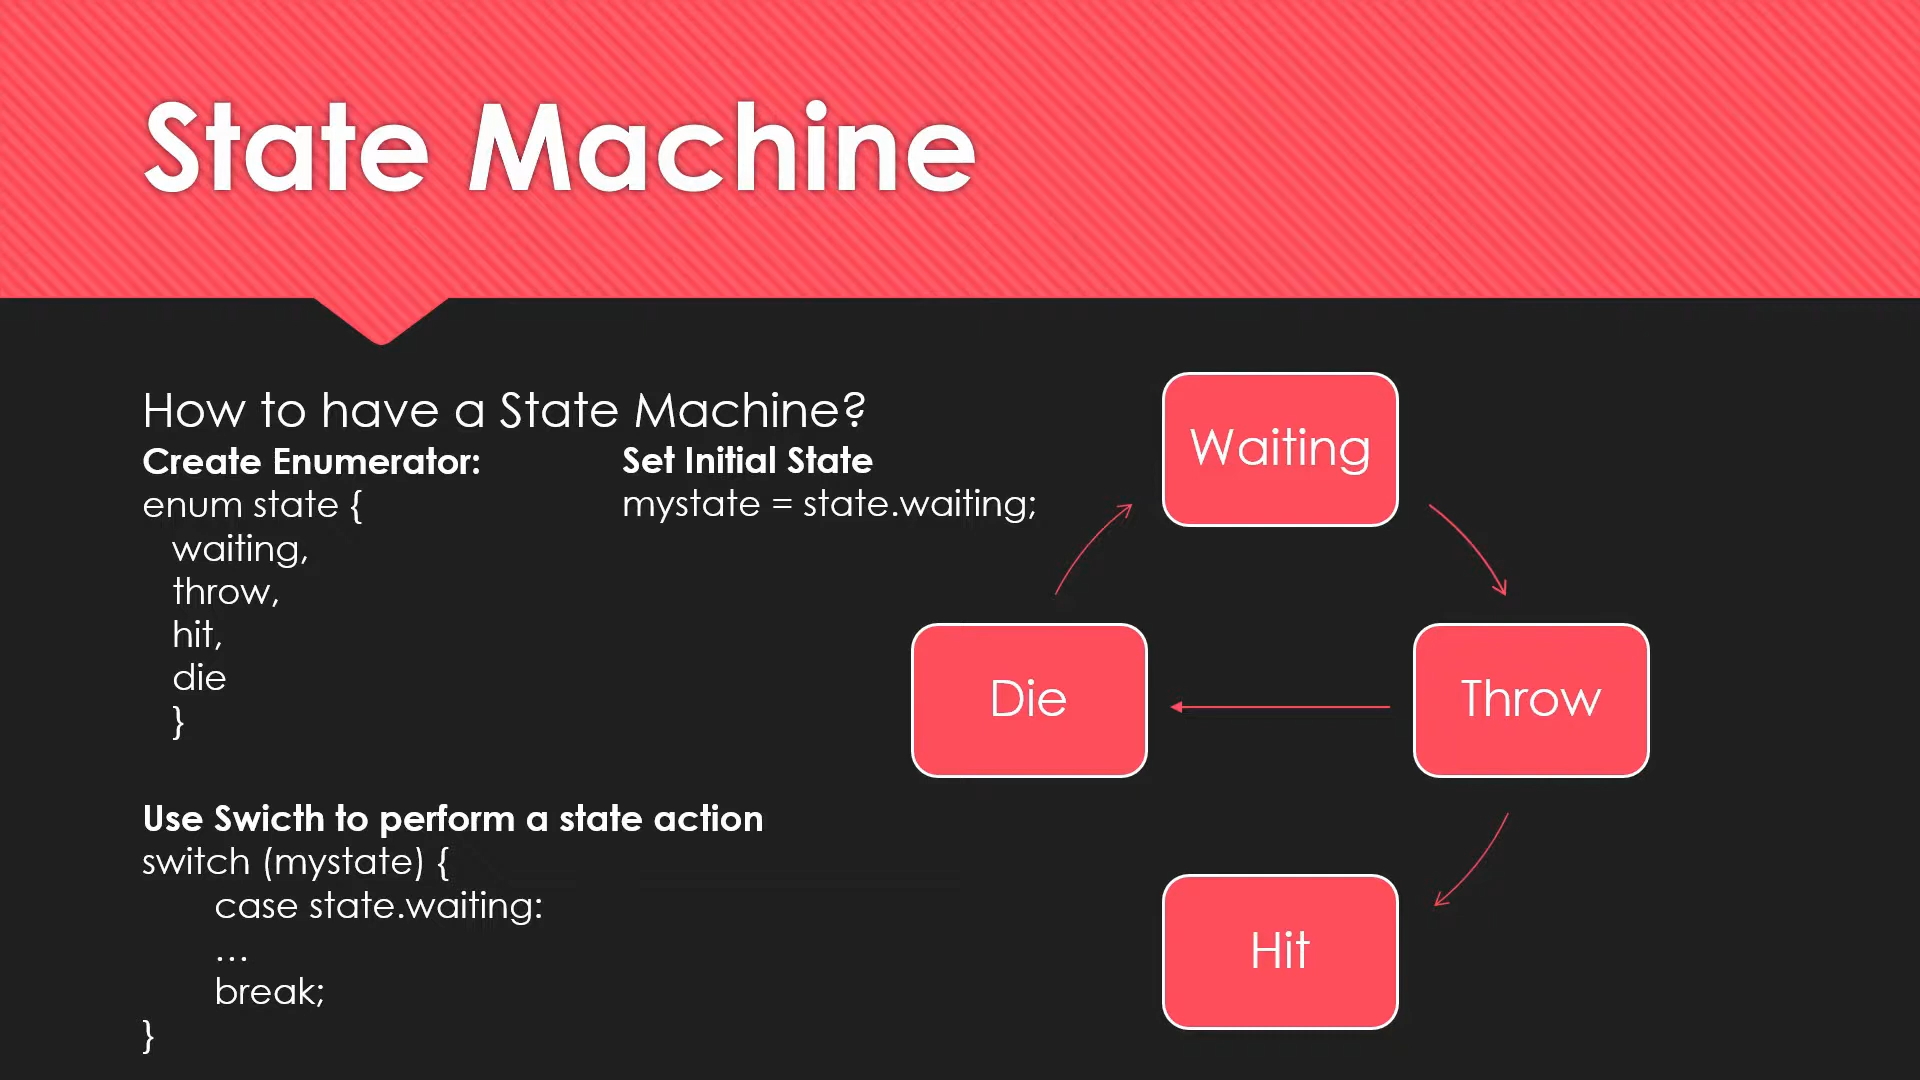 State Machine
How to have a State Machine?
Create Enumerator:
enum state {
waiting,
throw,
hit,
die
}
Set Initial State
mystate = state.waiting;
Use Swicth to perform a state action
switch (mystate) {
case state.waiting:
...
break;
}
Waiting
Die
Throw
Hit